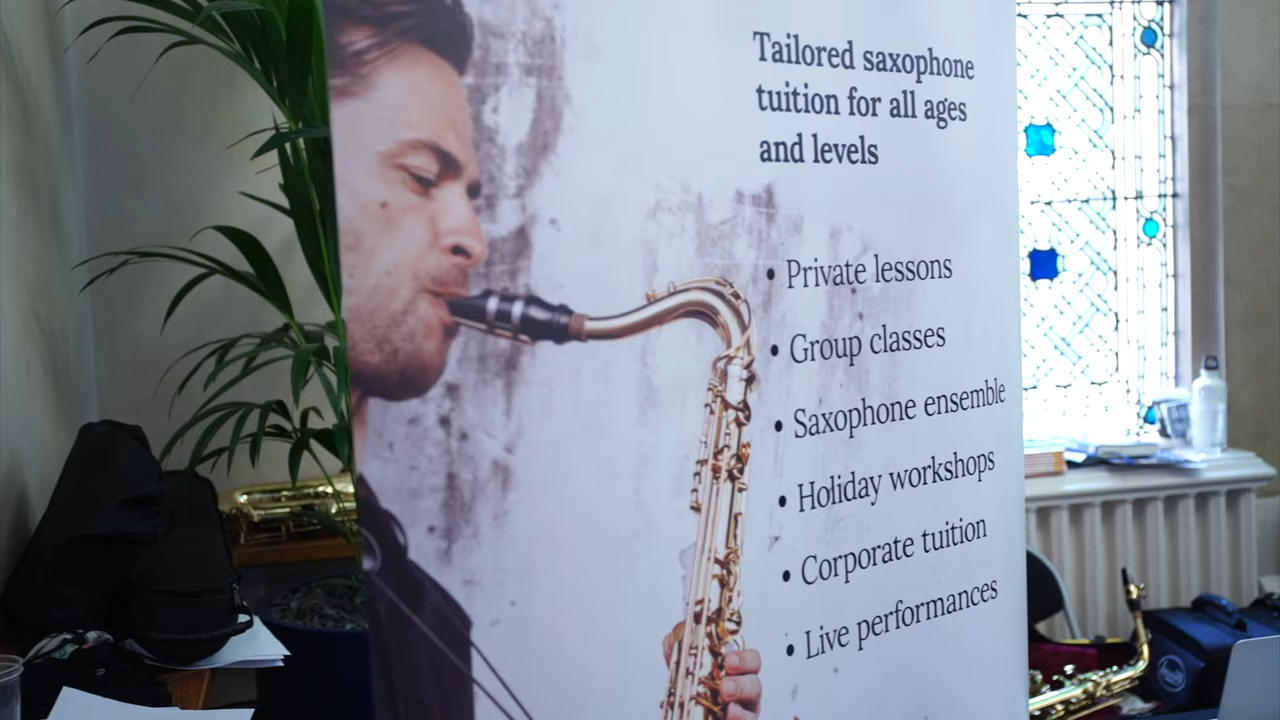 Tailored saxophone
tuition for all ages
and levels
• Private lessons
• Group classes
• Saxophone ensemble
• Holiday workshops
• Corporate tuition
• Live performances